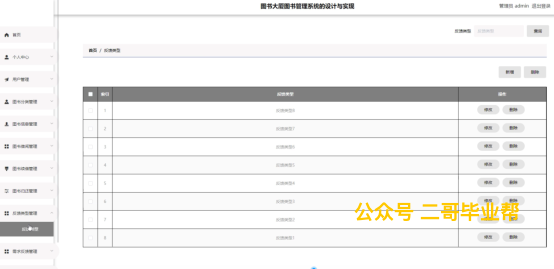 图书大厦图书管理系统的设计与实现
管理员 admin 退出登录
反馈类型 反馈类型 查询
首页
首页 / 反馈类型
个人中心
用户管理
新增 删除
图书分类管理
索引 反馈类型 操作
1 反馈类型8 修改 删除
图书信息管理
2 反馈类型7 修改 删除
3 反馈类型6 修改 删除
图书借阅管理
4 反馈类型5 修改 删除
图书续借管理
5 反馈类型4 修改 删除
图书归还管理
6 反馈类型3 修改 删除
反馈类型管理
7 反馈类型2 修改 删除
公众号 二哥毕业帮
8 反馈类型1 修改 删除
需求反馈管理